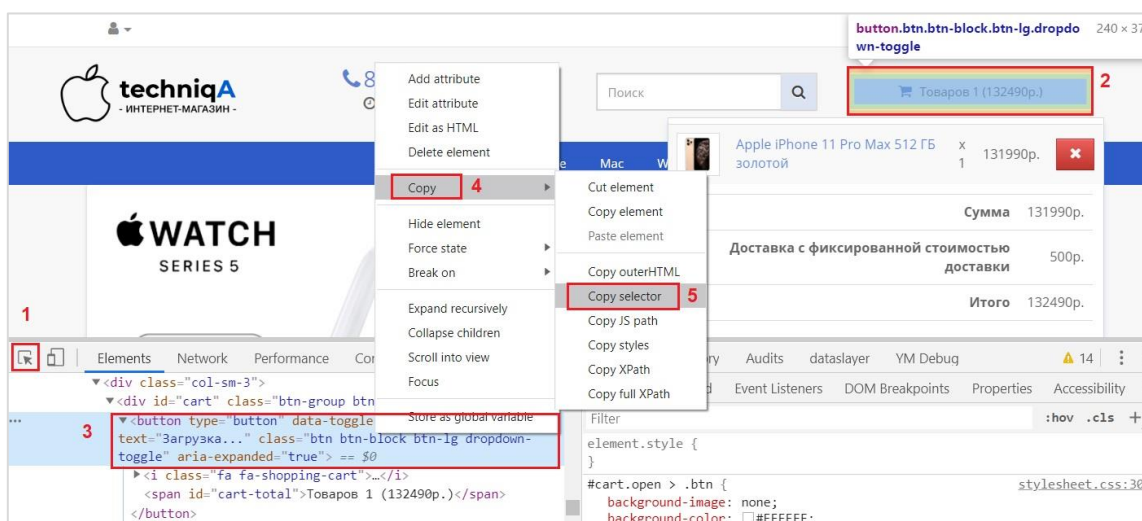 button.btn.btn-block.btn-lg.dropdo 240 × 37
wn-toggle
2
techniqA
- ИНТЕРНЕТ-МАГАЗИН -
8
Поиск
Товаров 1 (132490р.)
Add attribute
Edit attribute
Edit as HTML
Delete element
Copy 4
Hide element
Force state
Break on
Expand recursively
Collapse children
Scroll into view
Focus
Store as global variable
Cut element
Copy element
Paste element
Copy outerHTML
Copy selector 5
Copy JS path
Copy styles
Copy XPath
Copy full XPath
Mac
Apple iPhone 11 Pro Max 512 ГБ x 131990р.
золотой 1
Сумма 131990р.
Доставка с фиксированной стоимостью 500р.
доставки
Итого 132490р.
WATCH
SERIES 5
1
Elements Network Performance Audits dataslayer YM Debug 14
Event Listeners DOM Breakpoints Properties Accessibility
Filter :hov .cls +
<div class="col-sm-3">
<div id="cart" class="btn-group btn
3
<button type="button" data-toggle
text="Загрузка..." class="btn btn-block btn-lg dropdown-
toggle" aria-expanded="true"> == $0
<i class="fa fa-shopping-cart">…</i>
<span id="cart-total">Товаров 1 (132490р.)</span>
</button>
element.style {
}
#cart.open > .btn { stylesheet.css:30
background-image: none;
background-color: #FFFFFF;